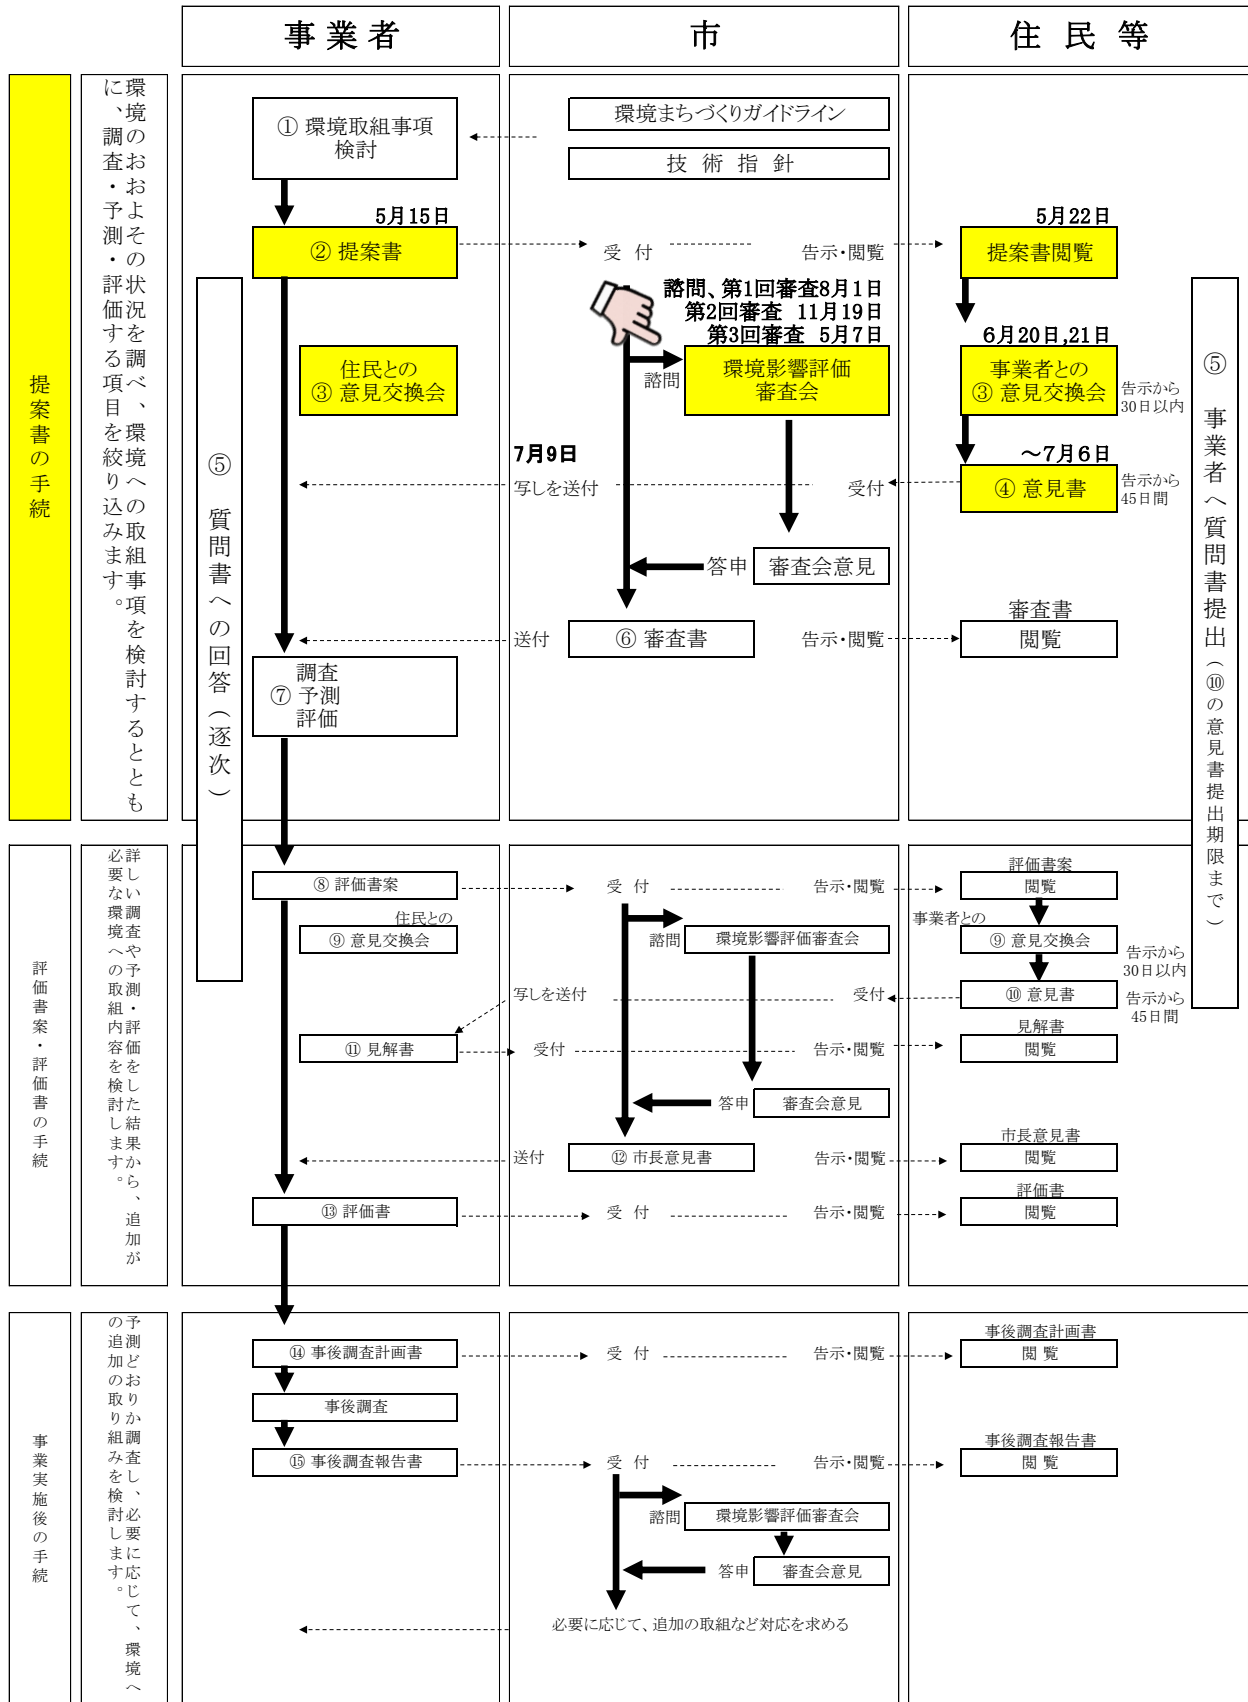 事業者
市
住民等
提案書の手続
環境のおおよその状況を調べ、環境への取組事項を検討するととも
に、調査・予測・評価する項目を絞り込みます。
① 環境取組事項
検討
環境まちづくりガイドライン
技術指針
5月15日
② 提案書
受 付
告示・閲覧
5月22日
提案書閲覧
諮問、第1回審査8月1日
第2回審査 11月19日
第3回審査 5月7日
6月20日,21日
住民との
③ 意見交換会
諮問
環境影響評価
審査会
事業者との
③ 意見交換会
告示から
30日以内
7月9日
写しを送付
受付
～7月6日
④ 意見書
告示から
45日間
答申
審査会意見
送付
⑥ 審査書
告示・閲覧
審査書
閲覧
⑦
調査
予測
評価
⑤ 質問書への回答（逐次）
⑤ 事業者へ質問書提出（⑩の意見書提出期限まで）
評価書案・評価書の手続
詳しい調査や予測・評価をした結果から、追加が
必要な環境への取組内容を検討します。
⑧ 評価書案
受 付
告示・閲覧
評価書案
閲覧
住民との
⑨ 意見交換会
諮問
環境影響評価審査会
事業者との
⑨ 意見交換会
告示から
30日以内
写しを送付
受付
⑩ 意見書
告示から
45日間
⑪ 見解書
受付
告示・閲覧
見解書
閲覧
答申
審査会意見
送付
⑫ 市長意見書
告示・閲覧
市長意見書
閲覧
⑬ 評価書
受 付
告示・閲覧
評価書
閲覧
事業実施後の手続
予測どおりか調査し、必要に応じて、環境へ
の追加の取り組みを検討します。
⑭ 事後調査計画書
受 付
告示・閲覧
事後調査計画書
閲 覧
事後調査
⑮ 事後調査報告書
受 付
告示・閲覧
事後調査報告書
閲 覧
諮問
環境影響評価審査会
答申
審査会意見
必要に応じて、追加の取組など対応を求める